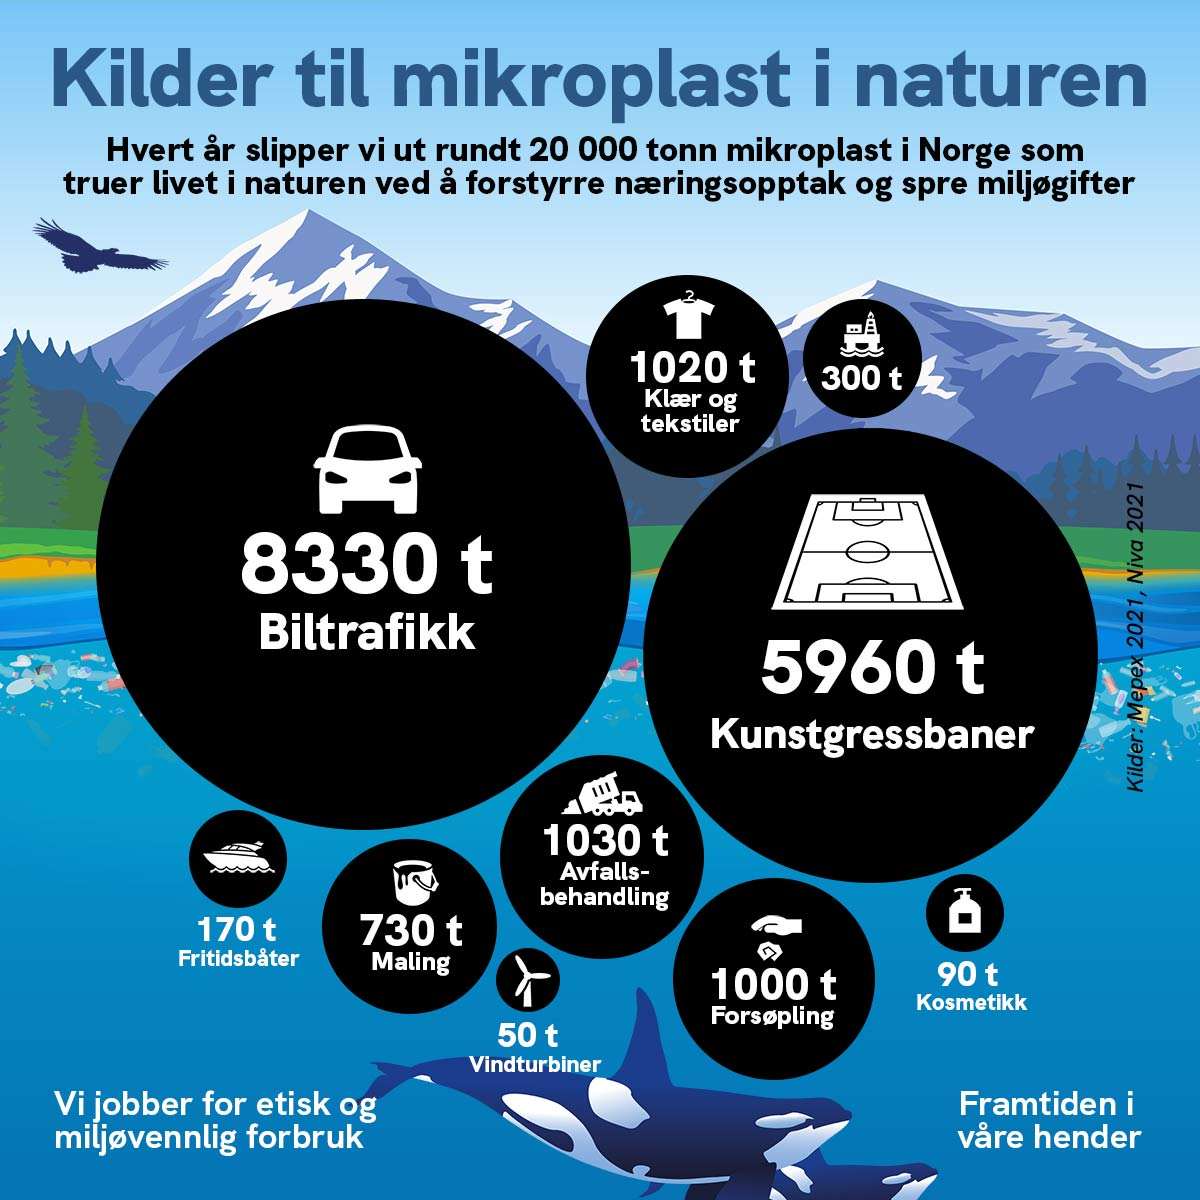 Kilder til mikroplast i naturen
Hvert år slipper vi ut rundt 20 000 tonn mikroplast i Norge som
truer livet i naturen ved å forstyrre næringsopptak og spre miljøgifter
1020 t
Klær og
tekstiler
300 t
8330 t
Biltrafikk
5960 t
Kunstgressbaner
Kilder: Mepex 2021, Niva 2021
1030 t
Avfalls-
behandling
170 t
Fritidsbåter
730 t
Maling
50 t
Vindturbiner
1000 t
Forsøpling
90 t
Kosmetikk
Vi jobber for etisk og
miljøvennlig forbruk
Framtiden i
våre hender